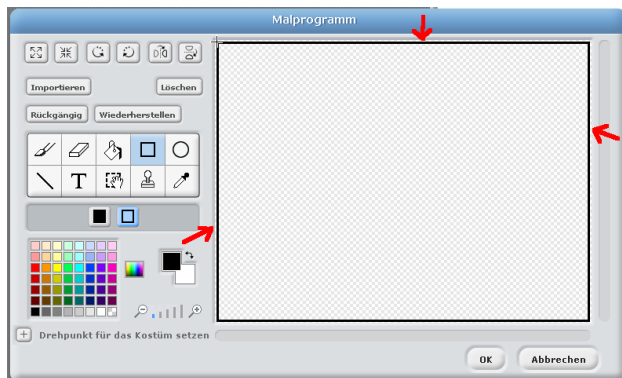 Malprogramm
Importieren
Löschen
Rückgängig
Wiederherstellen
T
Drehpunkt für das Kostüm setzen
OK
Abbrechen